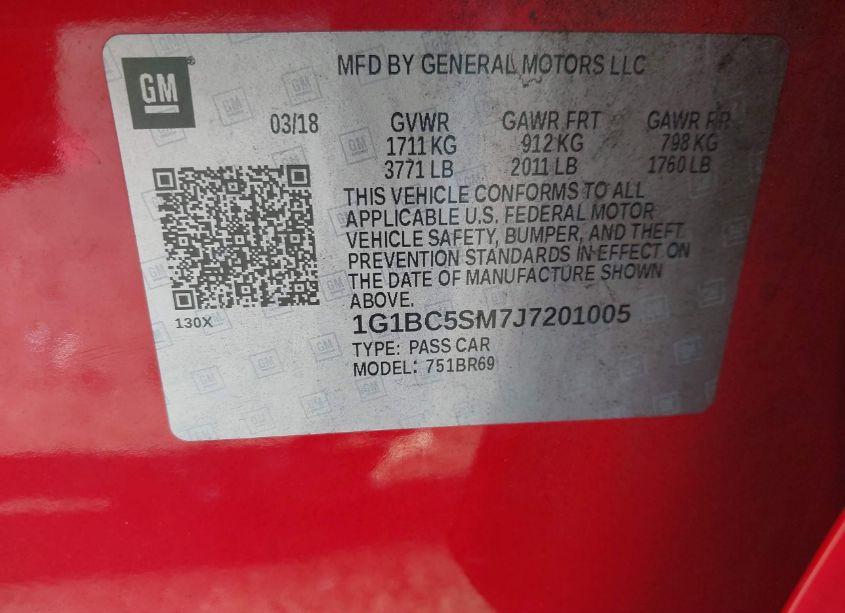 GM
®
MFD BY GENERAL MOTORS LLC
03/18 GVWR GAWR FRT GAWR RR
1711 KG 912 KG 798 KG
3771 LB 2011 LB 1760 LB
THIS VEHICLE CONFORMS TO ALL
APPLICABLE U.S. FEDERAL MOTOR
VEHICLE SAFETY, BUMPER, AND THEFT
PREVENTION STANDARDS IN EFFECT ON
THE DATE OF MANUFACTURE SHOWN
ABOVE.
130X
1G1BC5SM7J7201005
TYPE: PASS CAR
MODEL: 751BR69